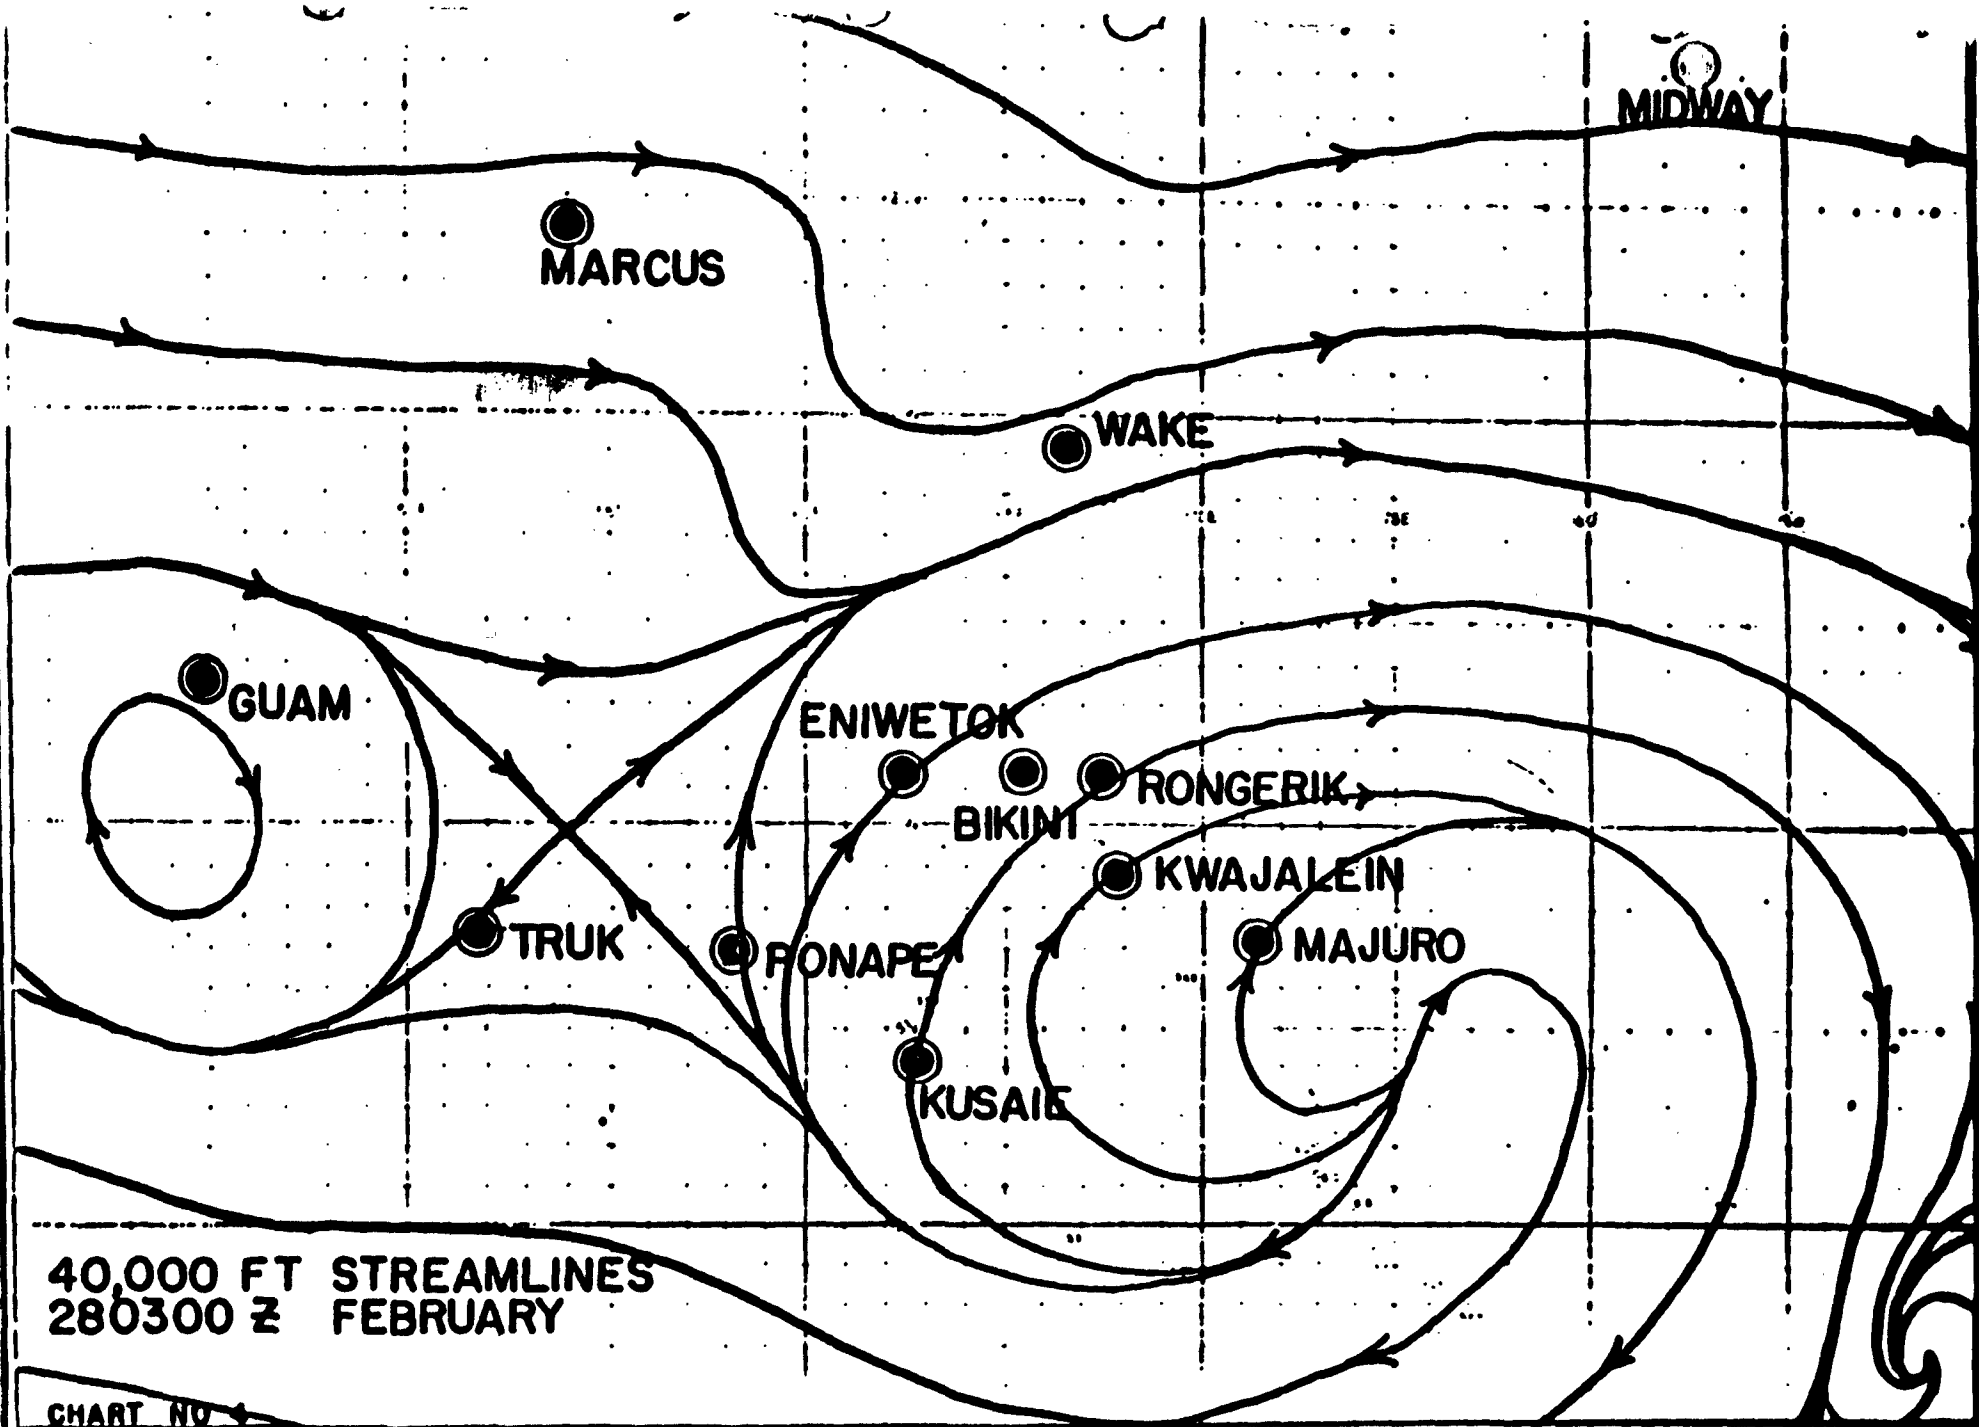 MIDWAY
MARCUS
WAKE
GUAM
ENIWETOK
BIKINI
RONGERIK
KWAJALEIN
TRUK
PONAPE
MAJURO
KUSAIE
40,000 FT STREAMLINES
280300 Z FEBRUARY
CHART NO 4